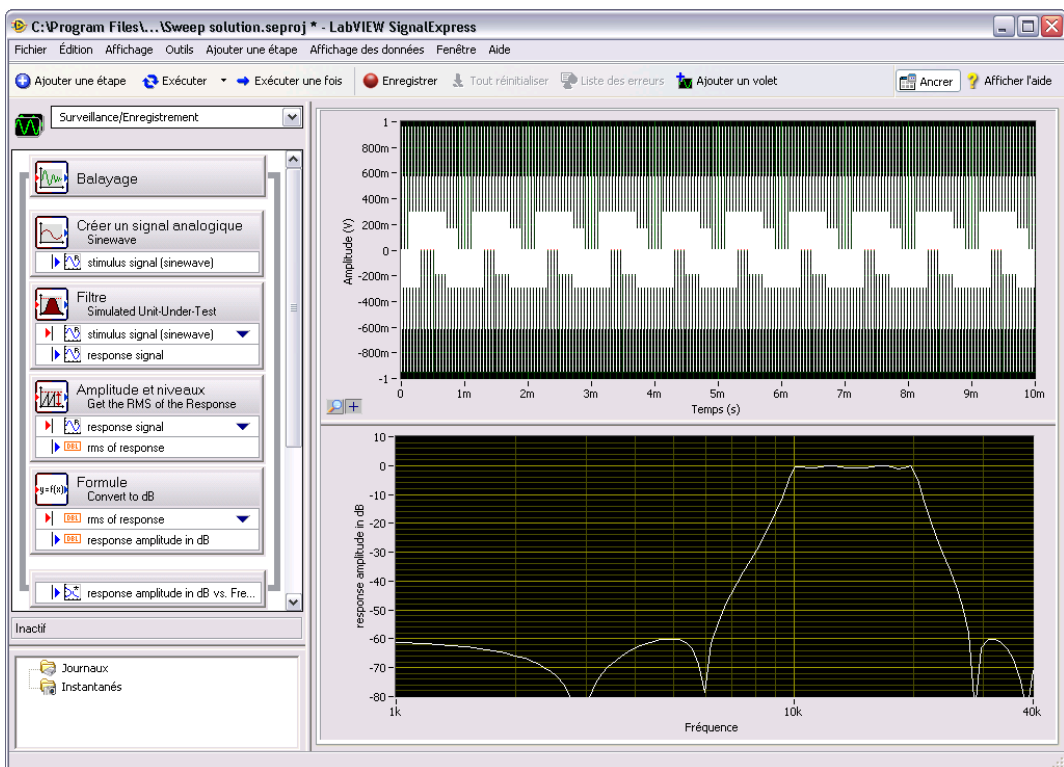 C:\Program Files\...\Sweep solution.seproj * - LabVIEW SignalExpress
Fichier Édition Affichage Outils Ajouter une étape Affichage des données Fenêtre Aide
Ajouter une étape Exécuter Exécuter une fois Enregistrer Tout réinitialiser Liste des erreurs Ajouter un volet Ancrer Afficher l'aide
Surveillance/Enregistrement
Balayage
Créer un signal analogique
Sinewave
stimulus signal (sinewave)
Filtre
Simulated Unit-Under-Test
stimulus signal (sinewave)
response signal
Amplitude et niveaux
Get the RMS of the Response
response signal
DBL rms of response
y=f(x)
Formule
Convert to dB
DBL rms of response
DBL response amplitude in dB
response amplitude in dB vs. Fre...
Inactif
Journaux
Instantanés
Amplitude (V)
1
800m
600m
400m
200m
0
-200m
-400m
-600m
-800m
-1
0 1m 2m 3m 4m 5m 6m 7m 8m 9m 10m
Temps (s)
response amplitude in dB
10
0
-10
-20
-30
-40
-50
-60
-70
-80
1k 10k 40k
Fréquence